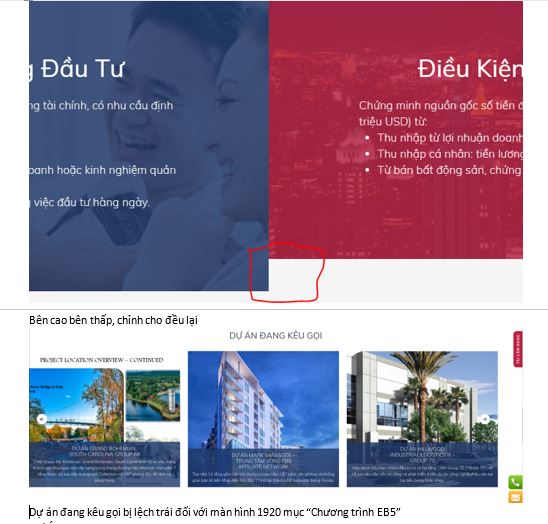 g Đầu Tư
ng tài chính, có nhu cầu định
oanh hoặc kinh nghiệm quản
việc đầu tư hàng ngày.
Điều Kiện
Chứng minh nguồn gốc số tiền đ
triệu USD) từ:
Thu nhập từ lợi nhuận doanh
Thu nhập cá nhân: tiền lương
Từ bán bất động sản, chứng
Bên cao bên thấp, chỉnh cho đều lại
DỰ ÁN ĐANG KÊU GỌI
PROJECT LOCATION OVERVIEW – CONTINUED
DỰ ÁN GRAND BOHEMIAN,
SOUTH CAROLINA GROUP 69
DỰ ÁN MARK SARASOTA –
TRUNG TÂM VÙNG EB5
AFFILIATE NETWORK
DỰ ÁN HILLWOOD
INDUSTRIAL LOGISTICS II -
GROUP 70
Dự án đang kêu gọi bị lệch trái đối với màn hình 1920 mục “Chương trình EB5”